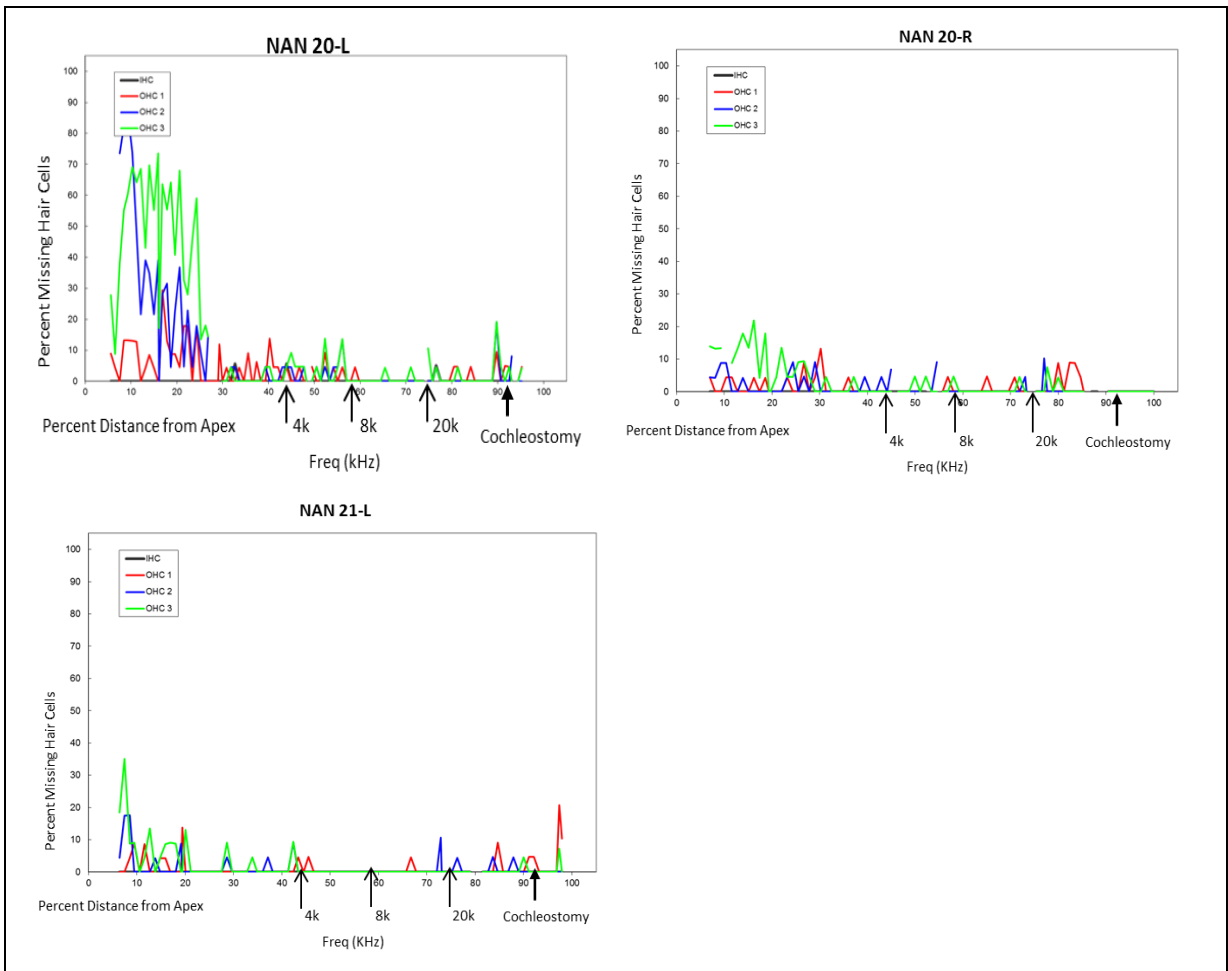 NAN 20-L
IHC
OHC 1
OHC 2
OHC 3
Percent Missing Hair Cells
100
90
80
70
60
50
40
30
20
10
0
0 10 20 30 40 50 60 70 80 90 100
Percent Distance from Apex
4k 8k 20k Cochleostomy
Freq (kHz)
NAN 20-R
IHC
OHC 1
OHC 2
OHC 3
Percent Missing Hair Cells
100
90
80
70
60
50
40
30
20
10
0
0 10 20 30 40 50 60 70 80 90 100
Percent Distance from Apex
4k 8k 20k Cochleostomy
Freq (KHz)
NAN 21-L
IHC
OHC 1
OHC 2
OHC 3
Percent Missing Hair Cells
100
90
80
70
60
50
40
30
20
10
0
0 10 20 30 40 50 60 70 80 90 100
Percent Distance from Apex
4k 8k 20k Cochleostomy
Freq (KHz)